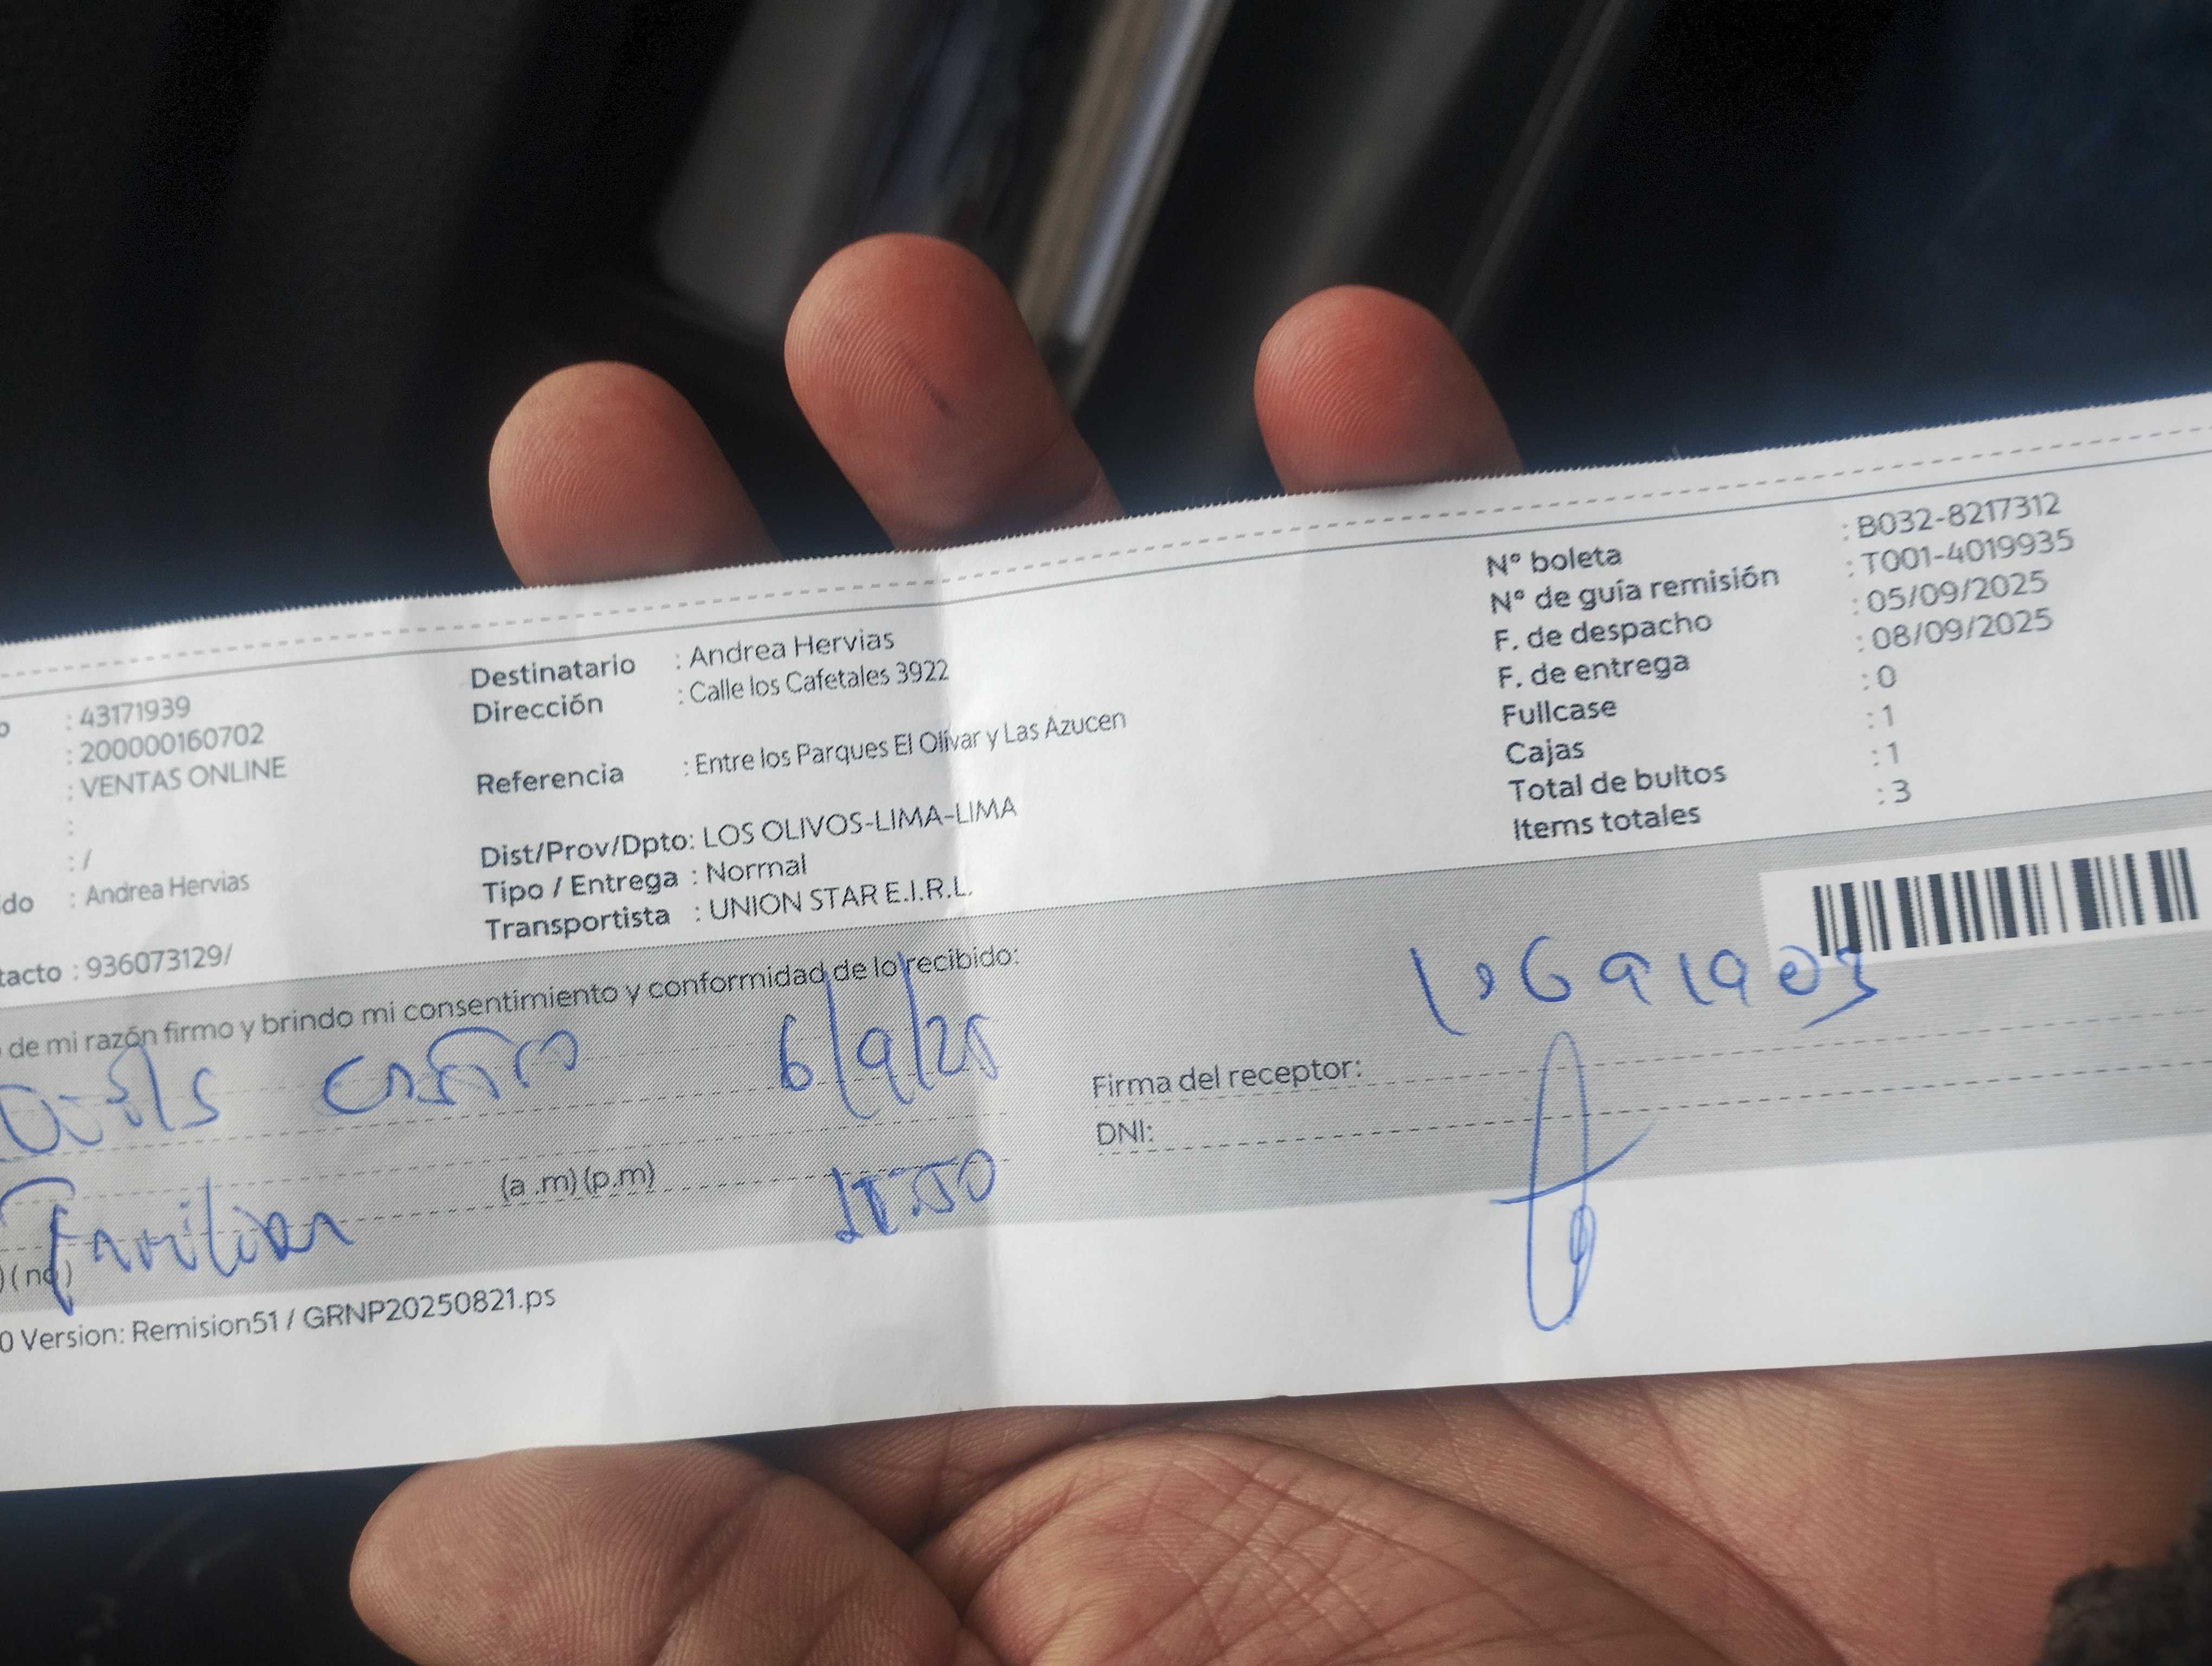 o : 43171939
: 200000160702
: VENTAS ONLINE
:
: /
do : Andrea Hervias
tacto : 936073129/
Destinatario : Andrea Hervias
Dirección : Calle los Cafetales 3922
Referencia : Entre los Parques El Olivar y Las Azucen
Dist/Prov/Dpto: LOS OLIVOS-LIMA-LIMA
Tipo / Entrega : Normal
Transportista : UNION STAR E.I.R.L.
N° boleta : B032-8217312
N° de guía remisión : T001-4019935
F. de despacho : 05/09/2025
F. de entrega : 08/09/2025
Fullcase : 0
Cajas : 1
Total de bultos : 1
Items totales : 3
de mi razón firmo y brindo mi consentimiento y conformidad de lo recibido:
6/9/25
Firma del receptor:
DNI:
Familiar (a .m) (p.m)
) (no)
0 Version: Remision51 / GRNP20250821.ps